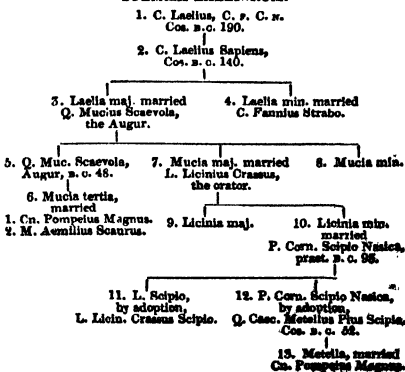 1. C. Laelius, C. F. C. N.
Cos. B.C. 190.
2. C. Laelius Sapiens,
Cos. B.C. 140.
3. Laelia maj. married
Q. Mucius Scaevola,
the Augur.
4. Laelia min. married
C. Fannius Strabo.
5. Q. Muc. Scaevola,
Augur, B.C. 48.
7. Mucia maj. married
L. Licinius Crassus,
the orator.
8. Mucia min.
6. Mucia tertia,
married
1. Cn. Pompeius Magnus.
2. M. Aemilius Scaurus.
9. Licinia maj.
10. Licinia min.
married
P. Corn. Scipio Nasica,
praet. B.C. 95.
11. L. Scipio,
by adoption,
L. Licin. Crassus Scipio.
12. P. Corn. Scipio Nasica,
by adoption,
Q. Caec. Metellus Pius Scipio,
Cos. B.C. 52.
13. Metella, married
Cn. Pompeius Magnus.